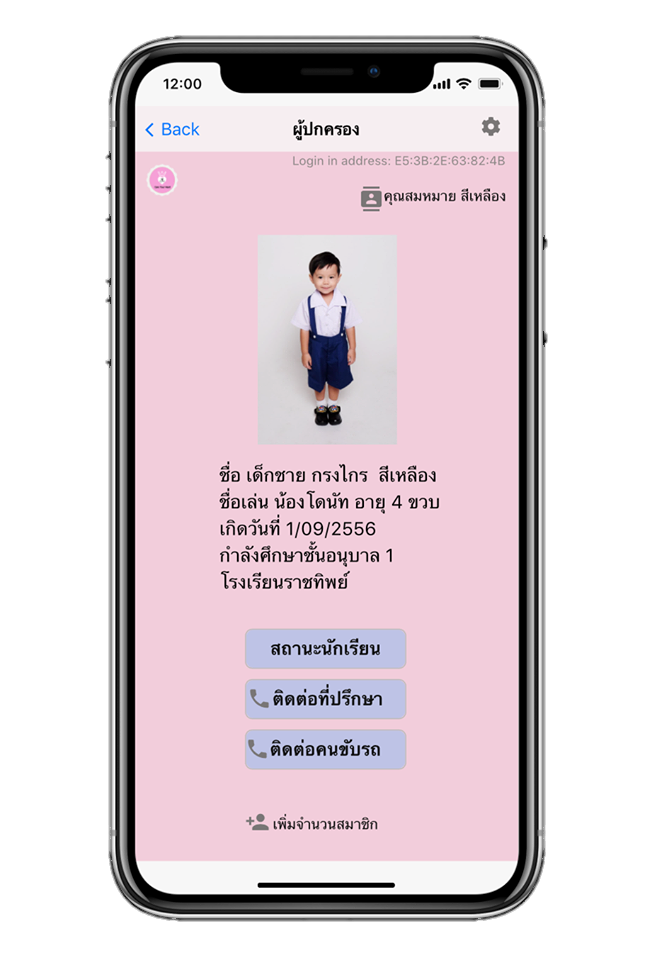 12:00
Back
ผู้ปกครอง
Login in address: E5:3B:2E:63:82:4B
คุณสมหมาย สีเหลือง
ชื่อ เด็กชาย กรงไกร สีเหลือง
ชื่อเล่น น้องโดนัท อายุ 4 ขวบ
เกิดวันที่ 1/09/2556
กำลังศึกษาชั้นอนุบาล 1
โรงเรียนราชทิพย์
สถานะนักเรียน
ติดต่อที่ปรึกษา
ติดต่อคนขับรถ
เพิ่มจำนวนสมาชิก